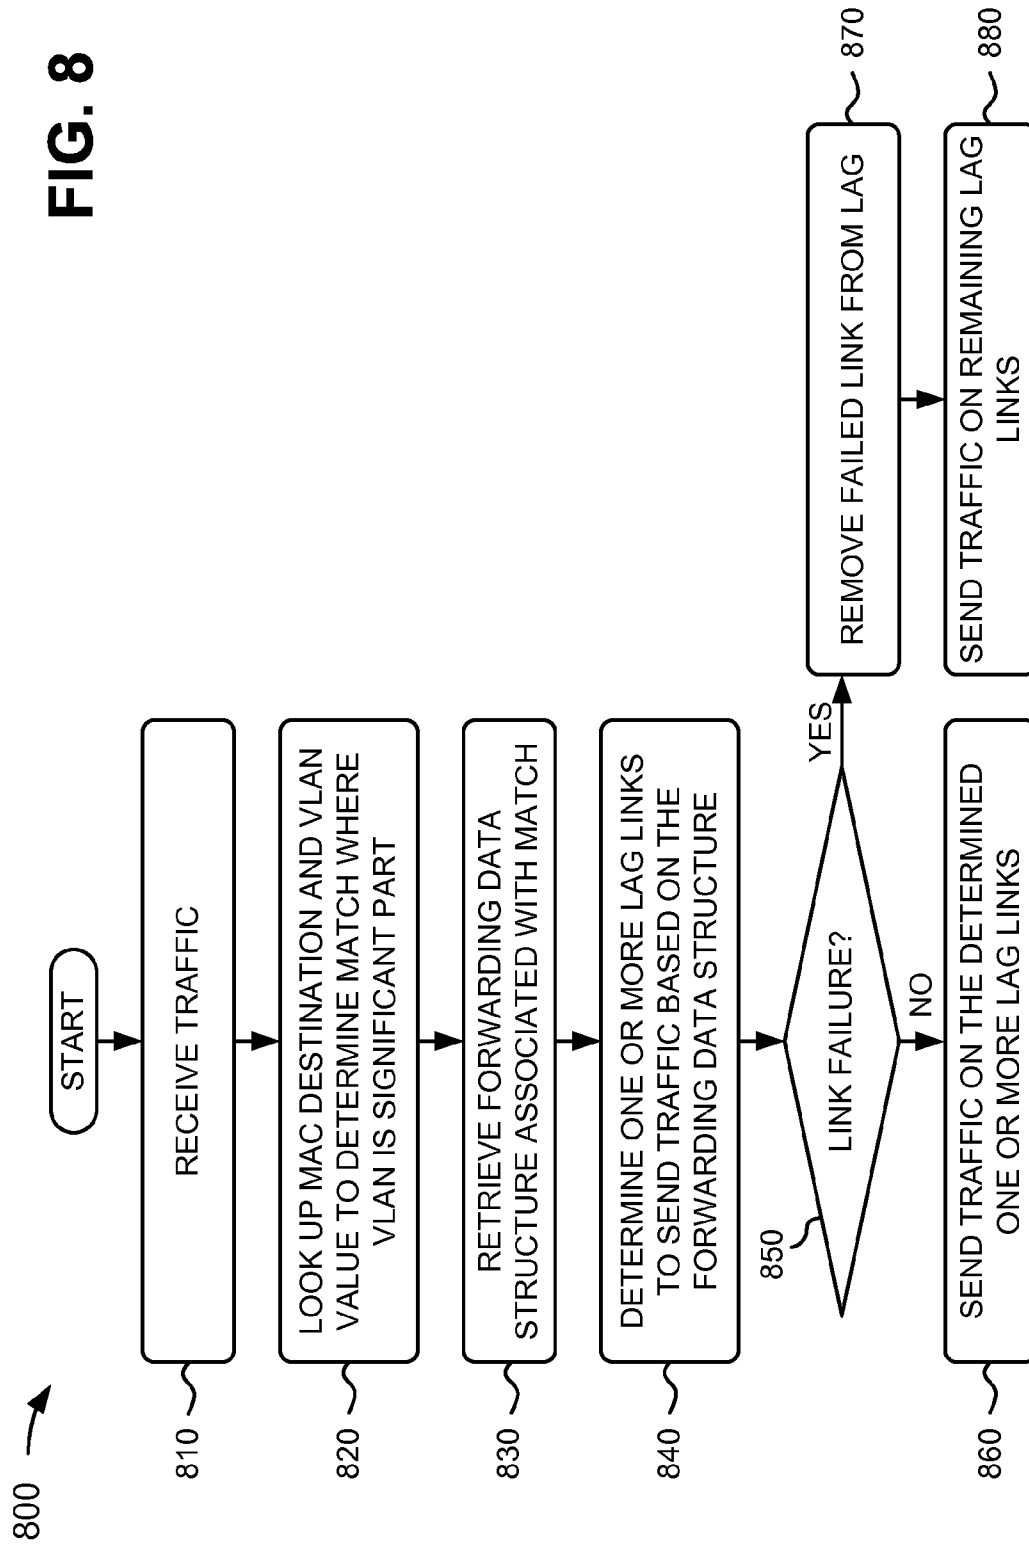 FIG. 8
800
START
RECEIVE TRAFFIC
810
LOOK UP MAC DESTINATION AND VLAN
VALUE TO DETERMINE MATCH WHERE
VLAN IS SIGNIFICANT PART
820
RETRIEVE FORWARDING DATA
STRUCTURE ASSOCIATED WITH MATCH
830
DETERMINE ONE OR MORE LAG LINKS
TO SEND TRAFFIC BASED ON THE
FORWARDING DATA STRUCTURE
840
850
LINK FAILURE?
YES
NO
SEND TRAFFIC ON THE DETERMINED
ONE OR MORE LAG LINKS
860
REMOVE FAILED LINK FROM LAG
870
SEND TRAFFIC ON REMAINING LAG
LINKS
880